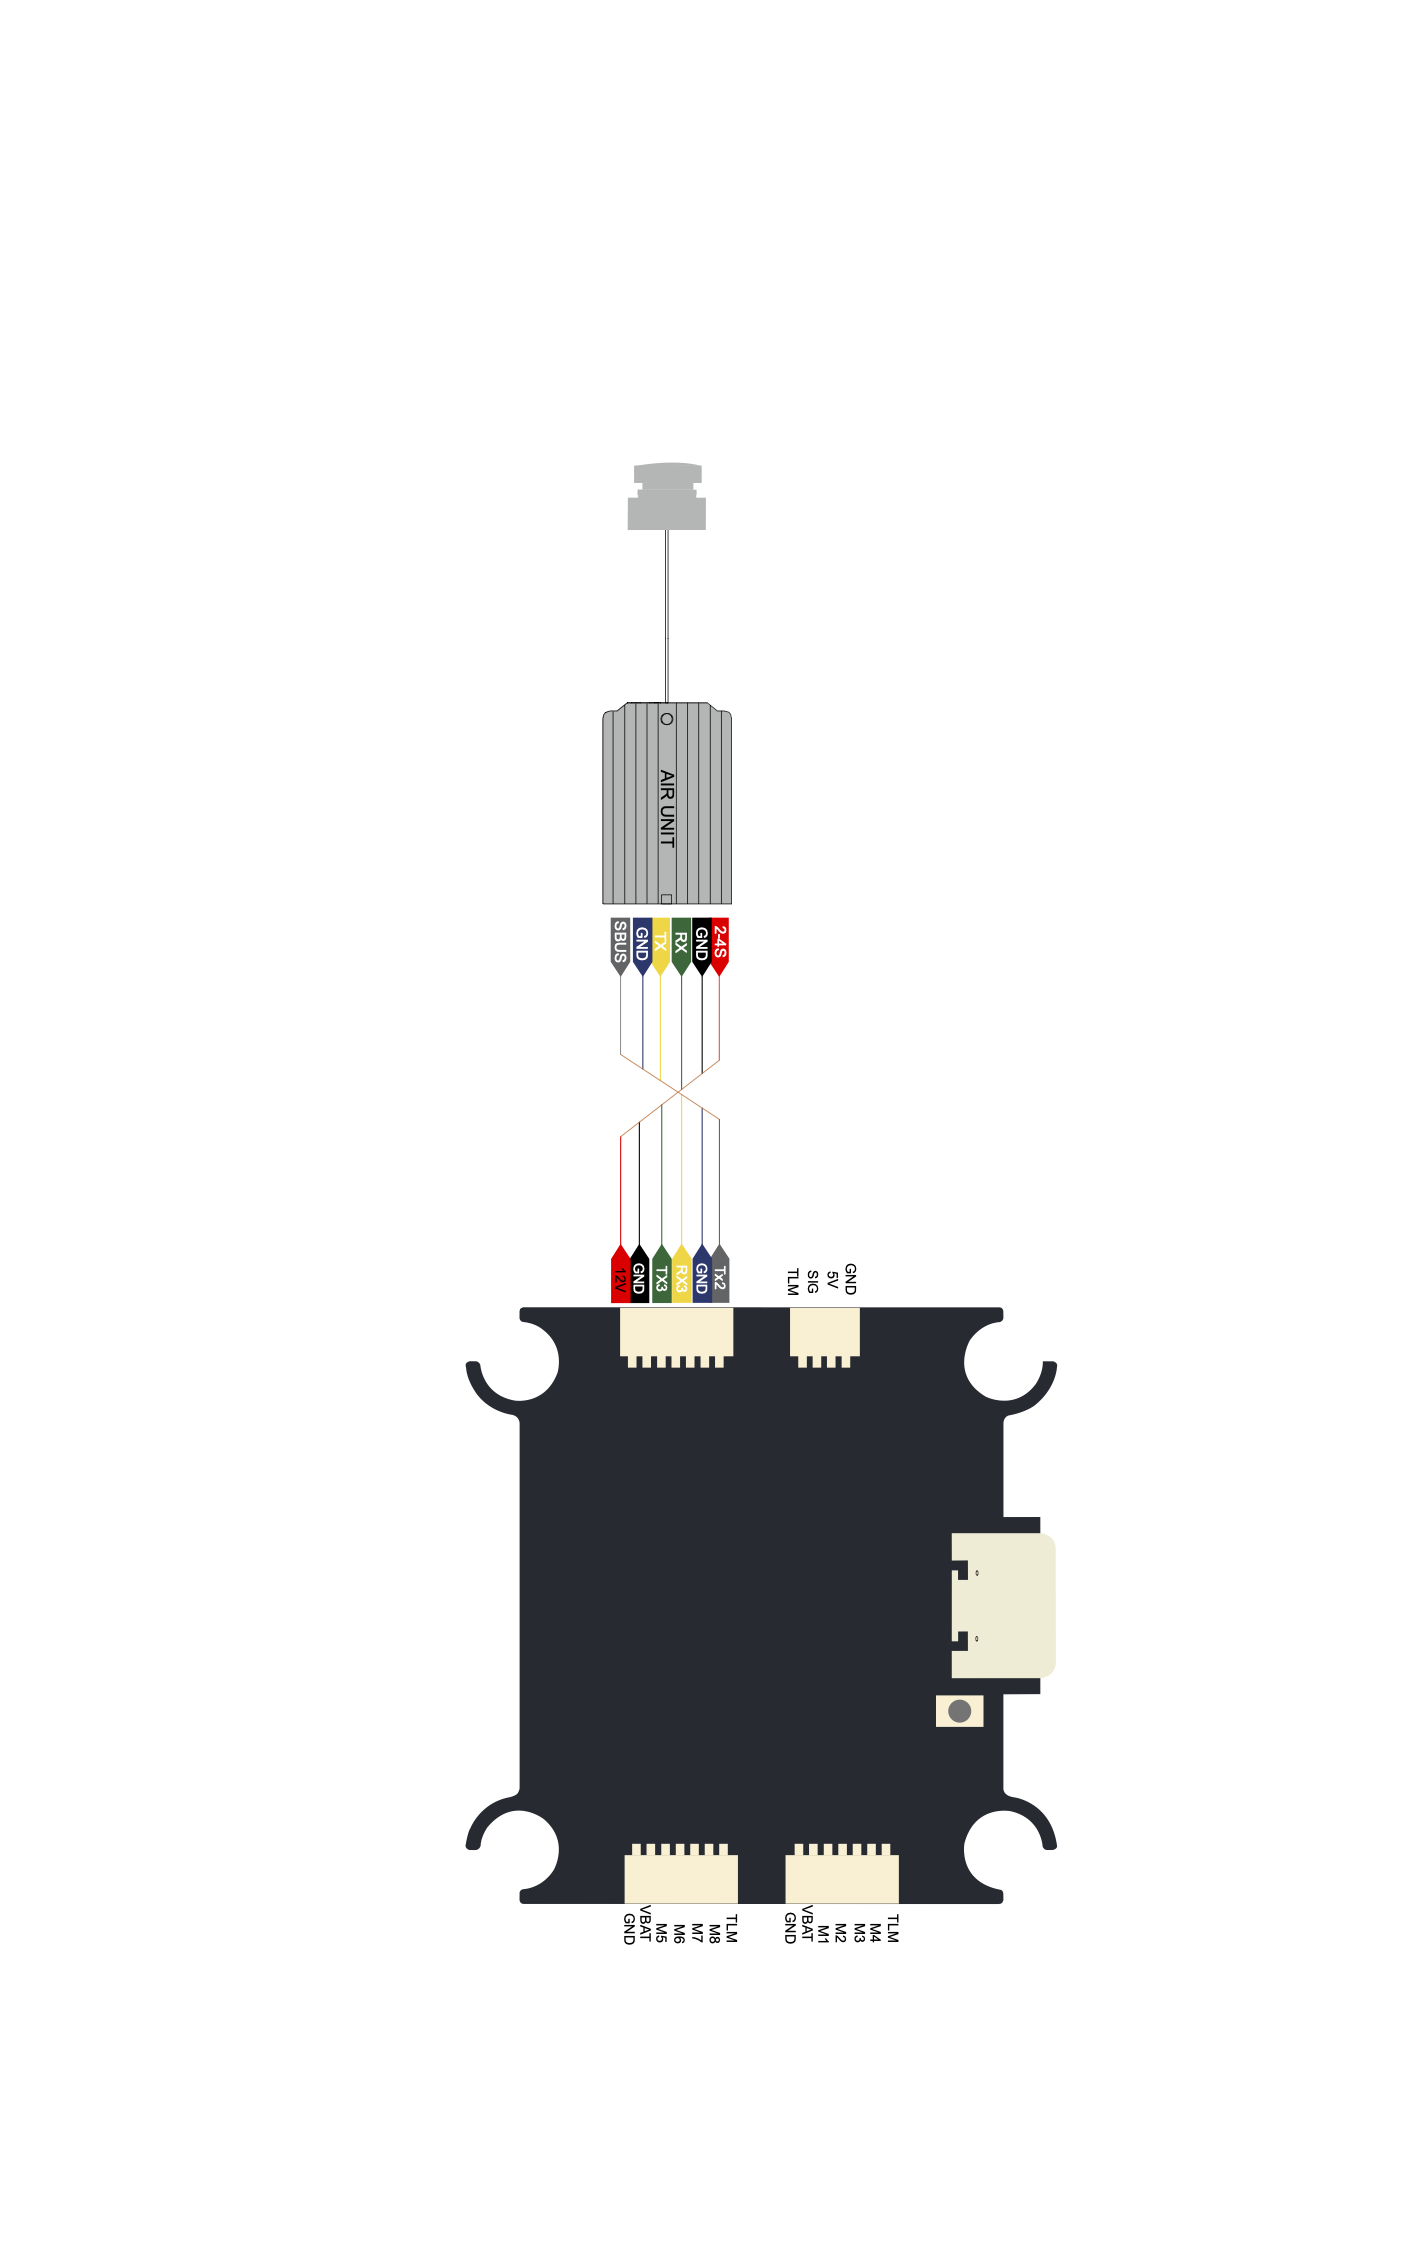 AIR UNIT
SBUS
GND
TX
RX
GND
2-4S
12V
GND
TX3
RX3
GND
Tx2
TLM
SIG
5V
GND
GND
VBAT
M5
M6
M7
M8
TLM
GND
VBAT
M1
M2
M3
M4
TLM